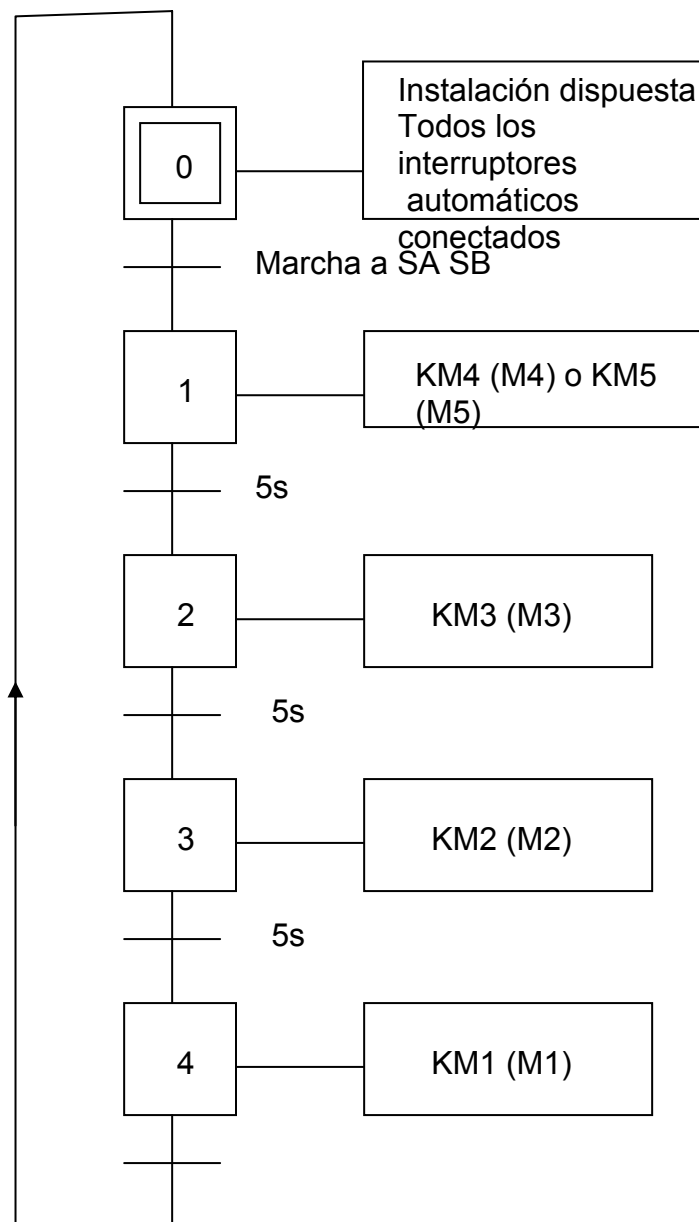 Instalación dispuesta
Todos los
interruptores
automáticos
conectados
0
Marcha a SA SB
1
KM4 (M4) o KM5
(M5)
5s
2
KM3 (M3)
5s
3
KM2 (M2)
5s
4
KM1 (M1)